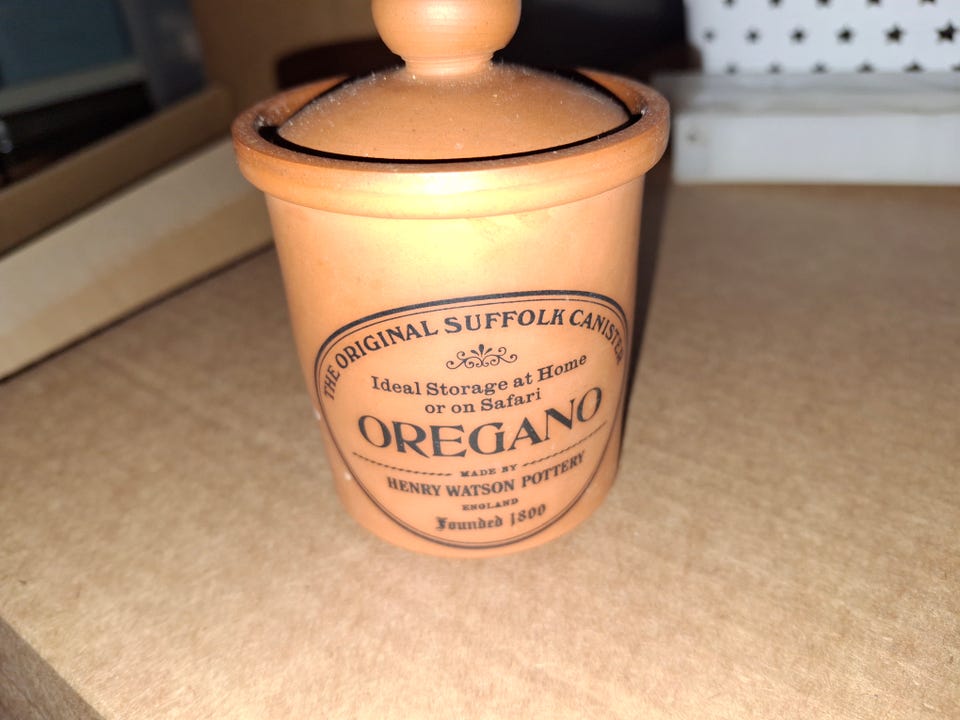 THE ORIGINAL SUFFOLK CANISTER
Ideal Storage at Home
or on Safari
OREGANO
MADE BY
HENRY WATSON POTTERY
ENGLAND
Founded 1800